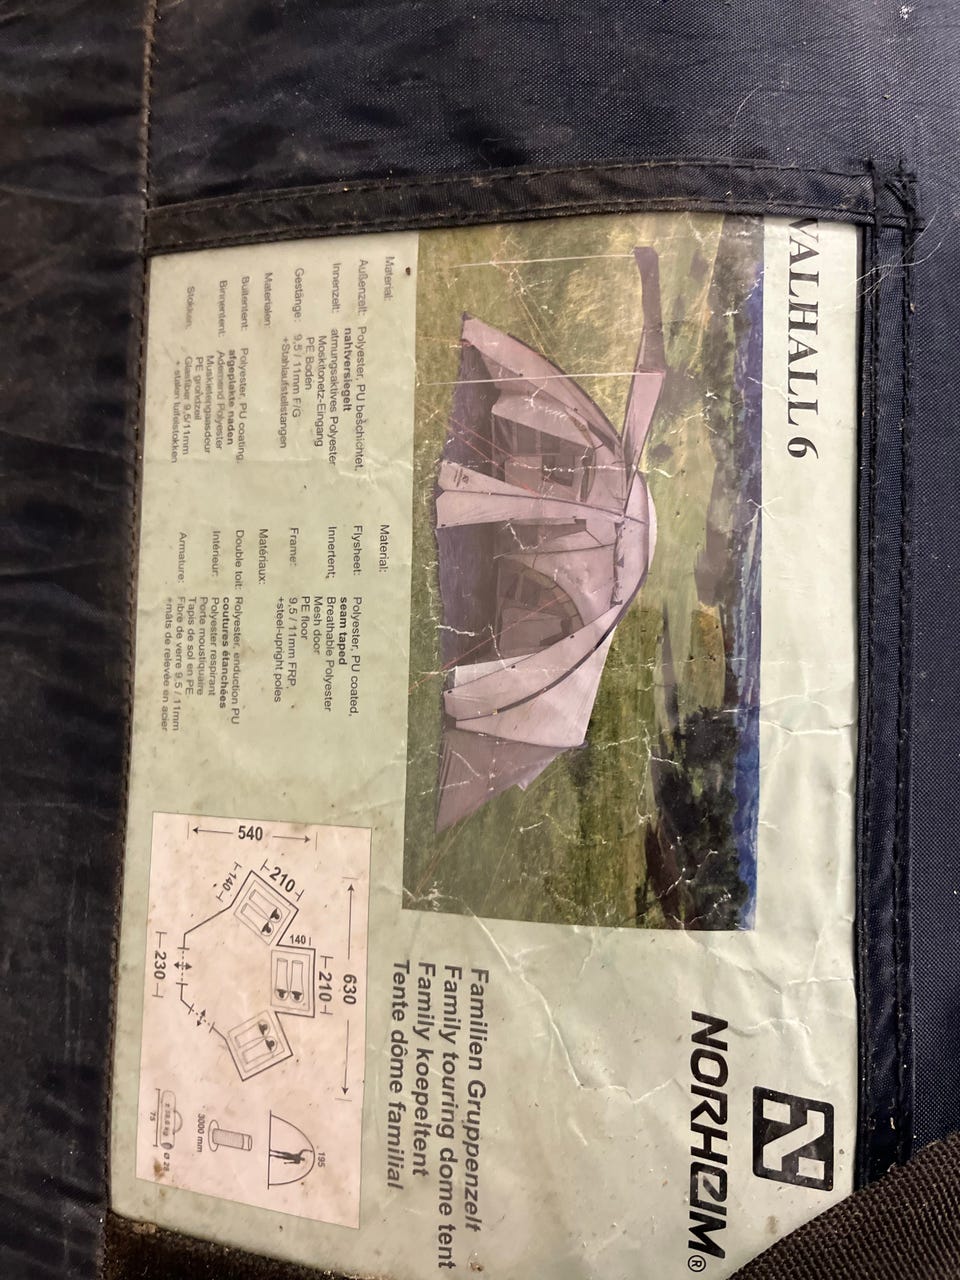 VALHALL 6
NORHEIM®
Familien Gruppenzelt
Family touring dome tent
Family koepeltent
Tente dôme familial
Material:
Außenzelt: Polyester, PU beschichtet,
nahtversiegelt
Innenzelt: atmungsaktives Polyester
Moskitonetz-Eingang
PE Boden
Gestänge: 9,5 / 11mm F/G
+Stahlaufstellstangen
Materialen:
Buitentent: Polyester, PU coating,
afgeplakte naden
Binnentent: Ademend Polyester
Muskietengaasdeur
PE grondzeil
Stokken: Glasfiber 9,5/11mm
+ stalen luifelstokken
Material:
Flysheet: Polyester, PU coated,
seam taped
Innertent: Breathable Polyester
Mesh door
PE floor
Frame: 9,5 / 11mm FRP,
+steel-upright poles
Matériaux:
Double toit: Polyester, enduction PU
coutures étanchées
Intérieur: Polyester respirant
Porte moustiquaire
Tapis de sol en PE
Armature: Fibre de verre 9,5 / 11mm
+mâts de relevée en acier
630
210
140
210
140
540
230
195
3000 mm
75